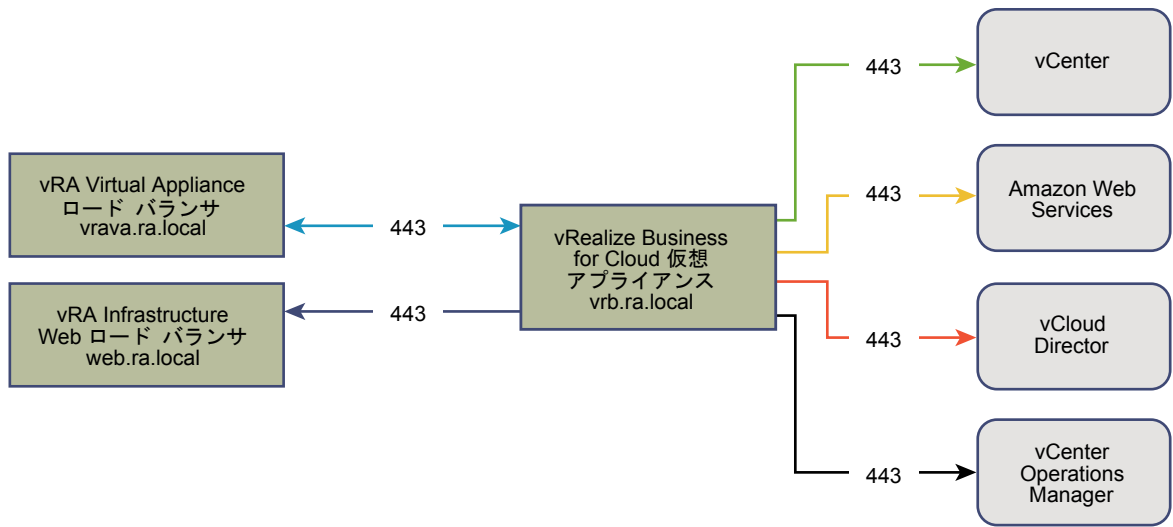 443
vCenter
vRA Virtual Appliance
ロード バランサ
vrava.ra.local
443
443
Amazon Web
Services
vRealize Business
for Cloud 仮想
アプライアンス
vrb.ra.local
vRA Infrastructure
Web ロード バランサ
web.ra.local
443
443
vCloud
Director
443
vCenter
Operations
Manager